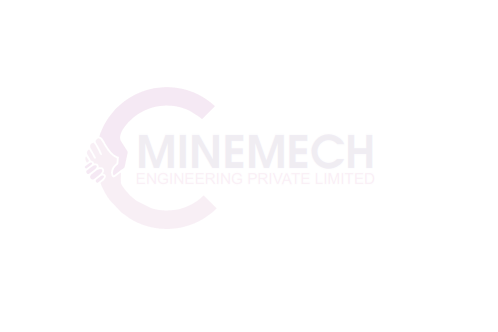 MINEMECH
ENGINEERING PRIVATE LIMITED